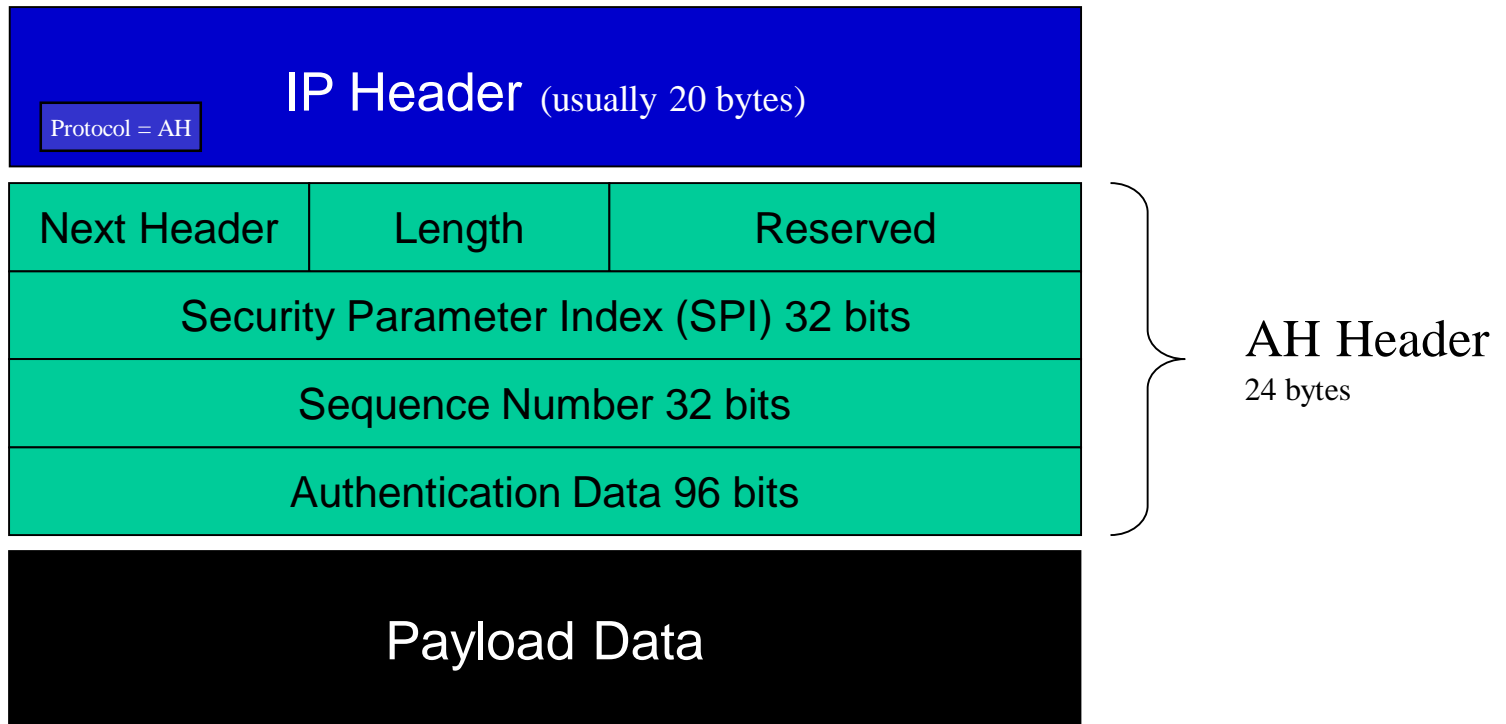 IP Header (usually 20 bytes)
Protocol = AH
Next Header
Length
Reserved
Security Parameter Index (SPI) 32 bits
Sequence Number 32 bits
Authentication Data 96 bits
AH Header
24 bytes
Payload Data